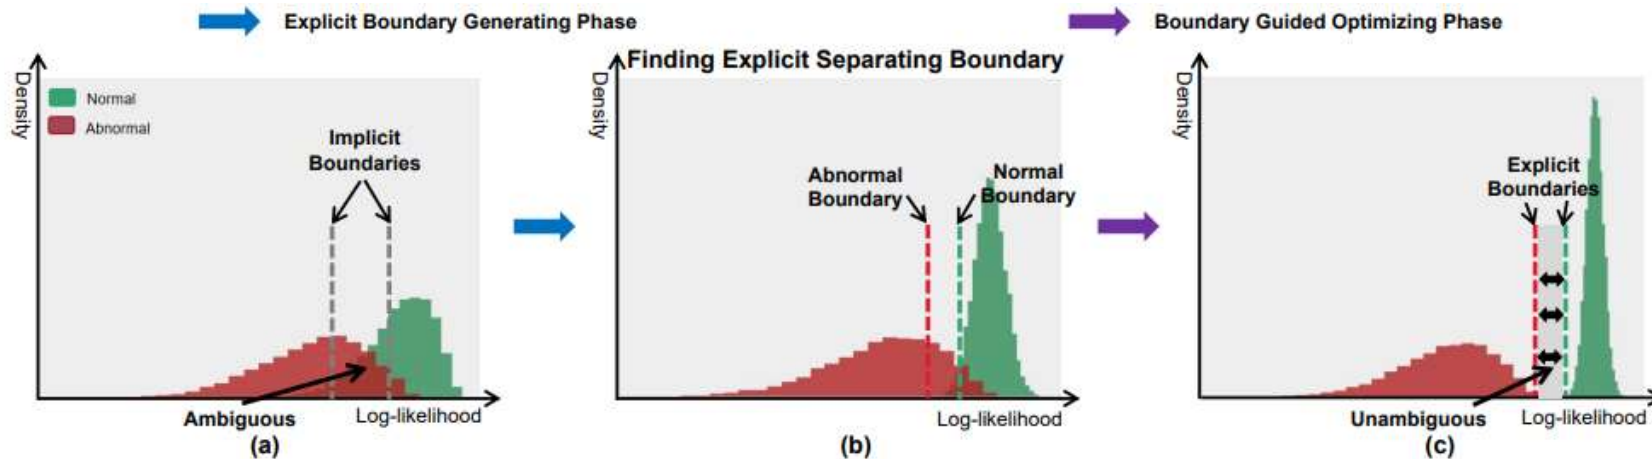 Explicit Boundary Generating Phase
Boundary Guided Optimizing Phase
Density
Normal
Abnormal
Implicit
Boundaries
Ambiguous
Log-likelihood
(a)
Finding Explicit Separating Boundary
Density
Abnormal
Boundary
Normal
Boundary
Log-likelihood
(b)
Density
Explicit
Boundaries
Unambiguous
Log-likelihood
(c)